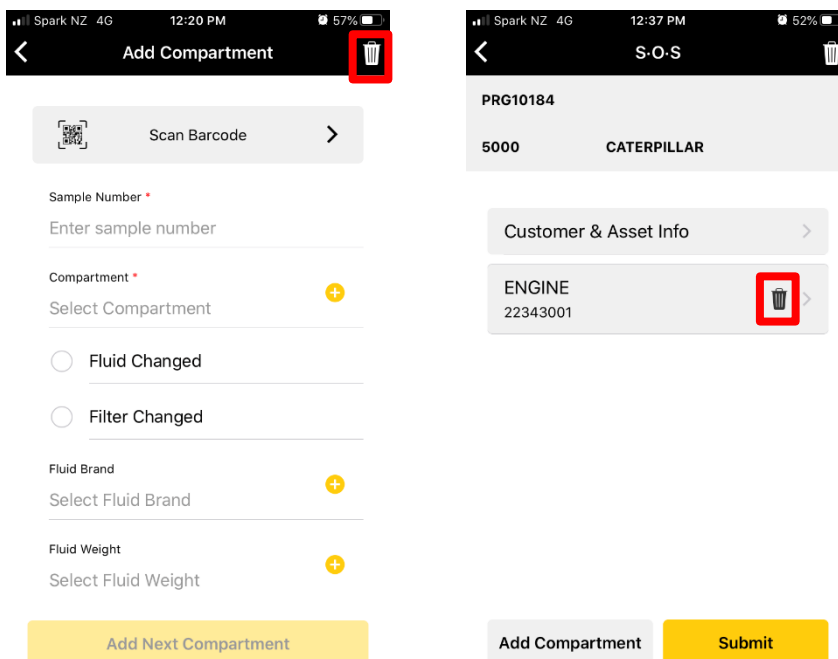 Spark NZ 4G 12:20 PM 57%
Add Compartment
Scan Barcode
Sample Number *
Enter sample number
Compartment *
Select Compartment
Fluid Changed
Filter Changed
Fluid Brand
Select Fluid Brand
Fluid Weight
Select Fluid Weight
Add Next Compartment
Spark NZ 4G 12:37 PM 52%
S·O·S
PRG10184
5000 CATERPILLAR
Customer & Asset Info
ENGINE
22343001
Add Compartment Submit